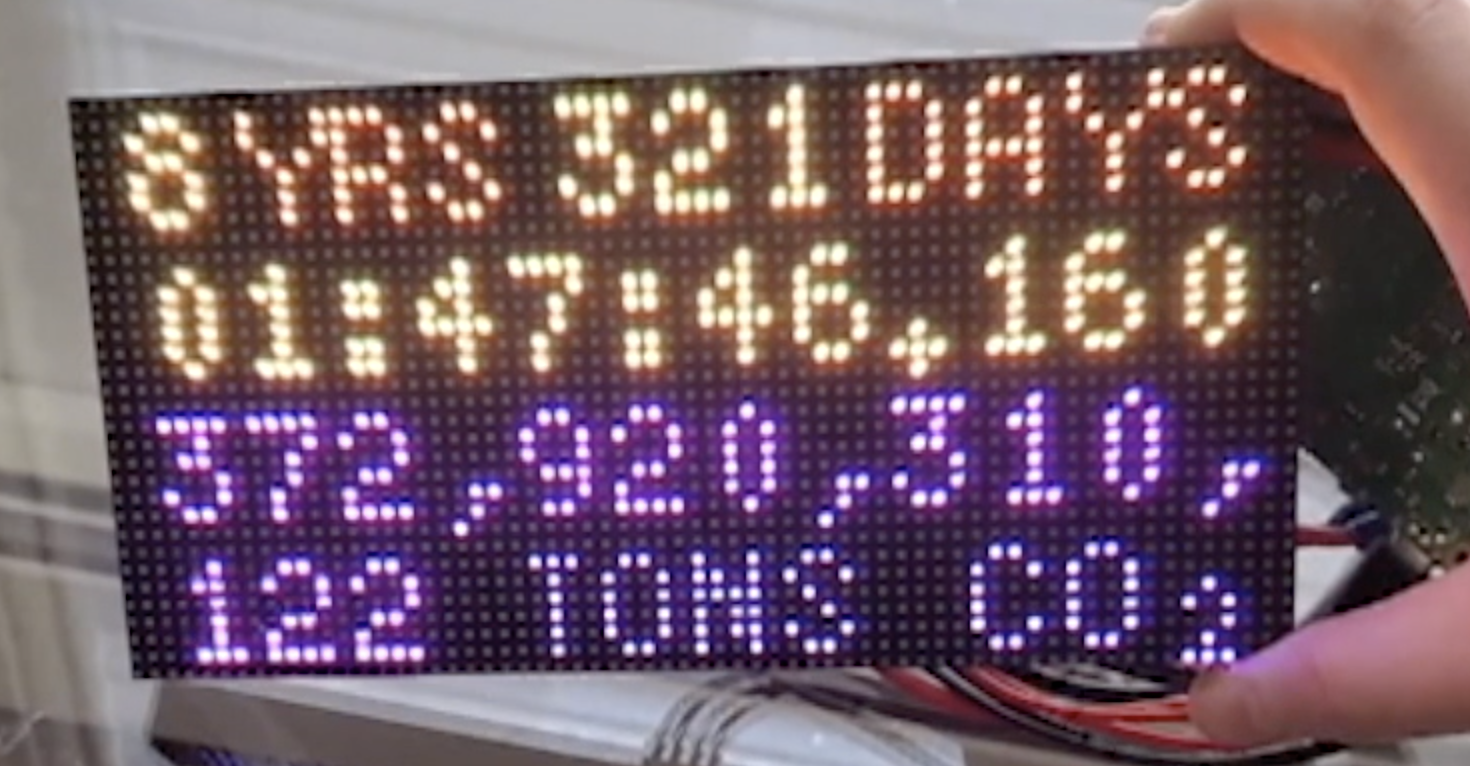 8YRS 321DAYS
01:47:46.160
372,920,310,
122 TONS CO₂